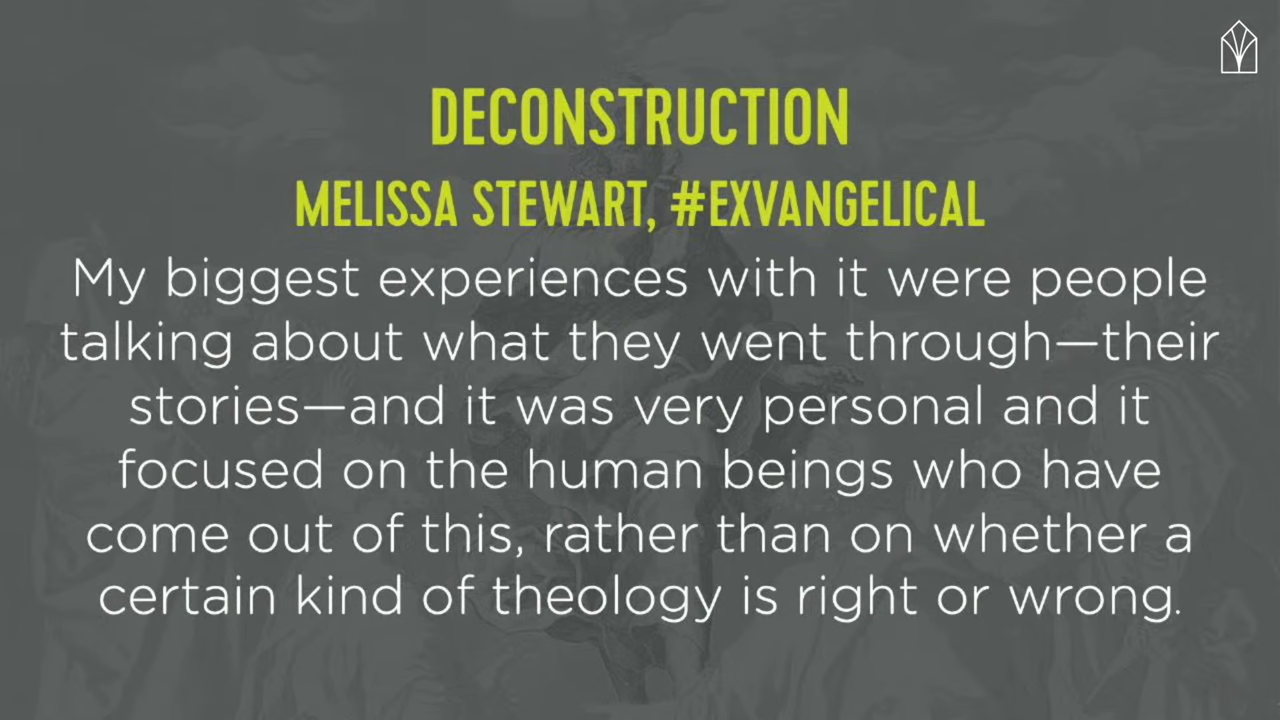 DECONSTRUCTION
MELISSA STEWART, #EXVANGELICAL
My biggest experiences with it were people
talking about what they went through—their
stories—and it was very personal and it
focused on the human beings who have
come out of this, rather than on whether a
certain kind of theology is right or wrong.